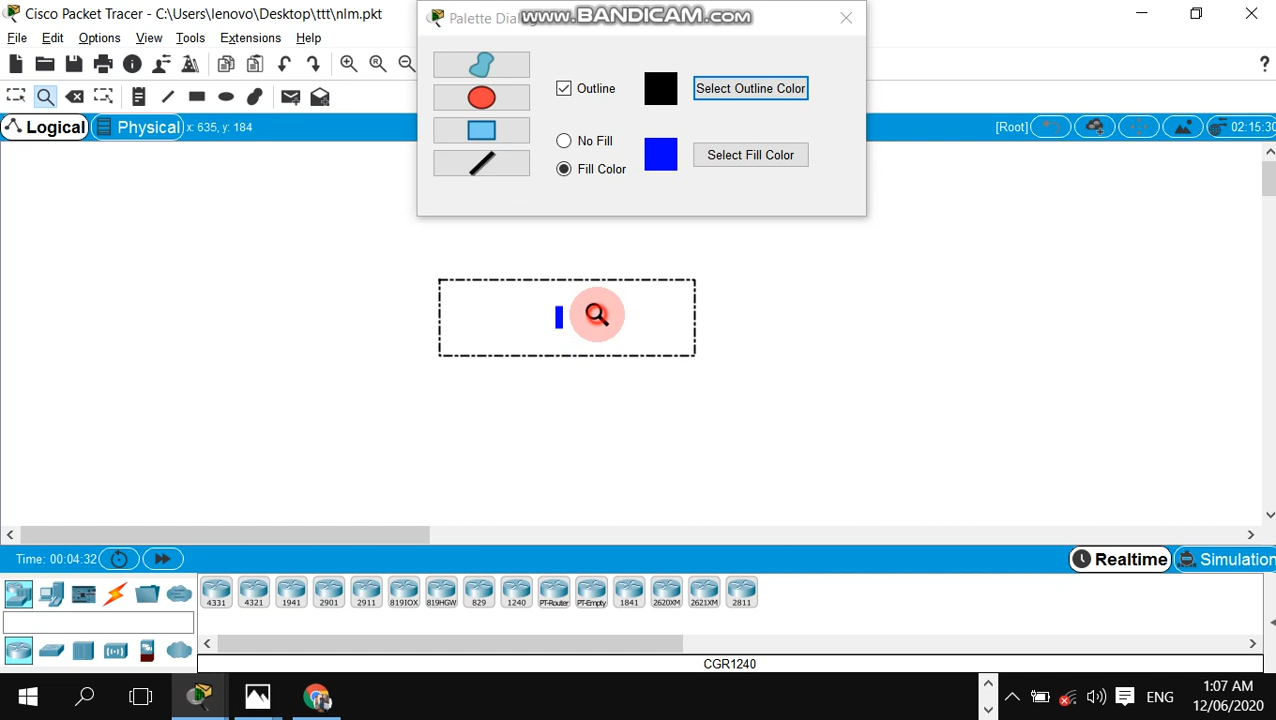 Cisco Packet Tracer - C:\Users\lenovo\Desktop\ttt\nlm.pkt
Palette Dialog
www.BANDICAM.com
File Edit Options View Tools Extensions Help
Outline
Select Outline Color
No Fill
Fill Color
Select Fill Color
Logical Physical x: 635, y: 184
[Root] 02:15:30
Time: 00:04:32
Realtime Simulation
4331 4321 1941 2901 2911 819IOX 819HGW 829 1240 PT-Router PT-Empty 1841 2620XM 2621XM 2811
CGR1240
ENG
1:07 AM
12/06/2020